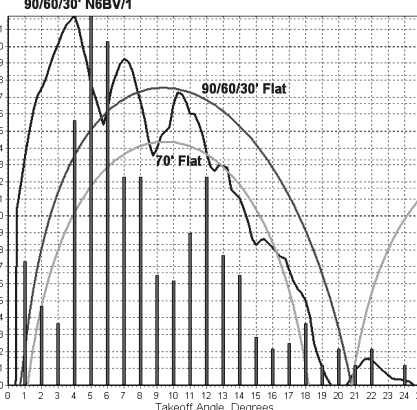 90/60/30' N6BV/1
90/60/30' Flat
70' Flat
0 1 2 3 4 5 6 7 8 9 10 11 12 13 14 15 16 17 18 19 20 21 22 23 24
Takeoff Angle, Degrees